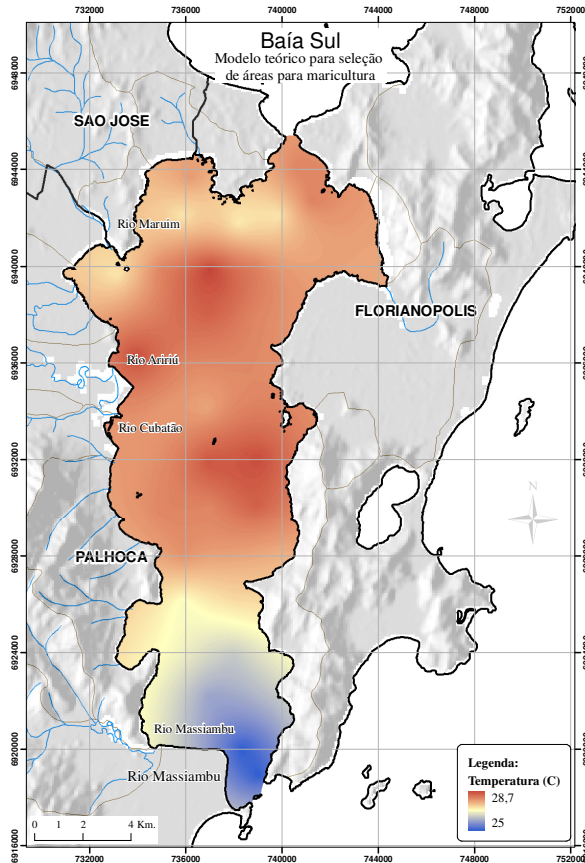 732000 736000 740000 744000 748000 752000
Baía Sul
Modelo teórico para seleção
de áreas para maricultura
6948000
SAO JOSE
6944000
Rio Maruim
6940000
FLORIANOPOLIS
6936000
Rio Aririú
Rio Cubatão
6932000
N
6928000
PALHOCA
6924000
Rio Massiambu
6920000
Rio Massiambu
Legenda:
Temperatura (C)
28,7
25
0 1 2 4 Km.
6916000
732000 736000 740000 744000 748000 752000